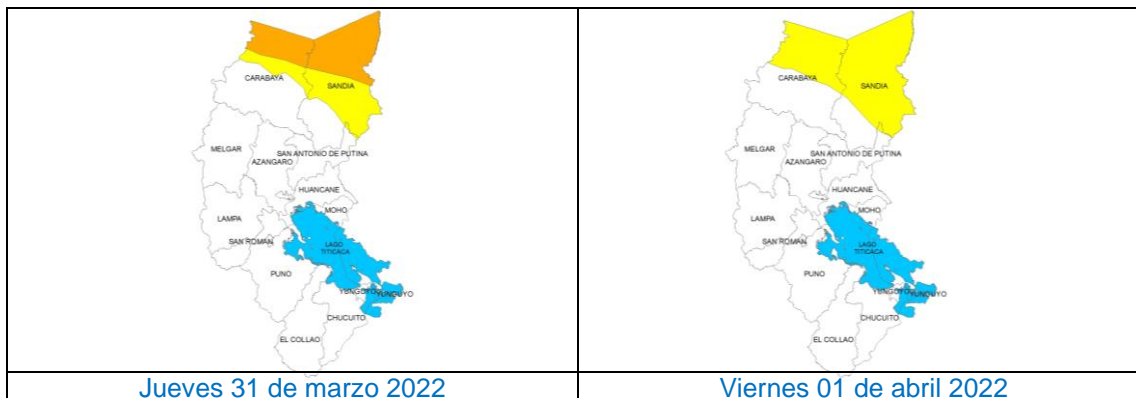 CARABAYA
SANDIA
MELGAR
SAN ANTONIO DE PUTINA
AZANGARO
HUANCANE
LAMPA
MOHO
SAN ROMAN
LAGO
TITICACA
PUNO
YUNGUYO
YUNGUYO
CHUCUITO
EL COLLAO
Jueves 31 de marzo 2022
CARABAYA
SANDIA
MELGAR
SAN ANTONIO DE PUTINA
AZANGARO
HUANCANE
LAMPA
MOHO
SAN ROMAN
LAGO
TITICACA
PUNO
YUNGUYO
YUNGUYO
CHUCUITO
EL COLLAO
Viernes 01 de abril 2022